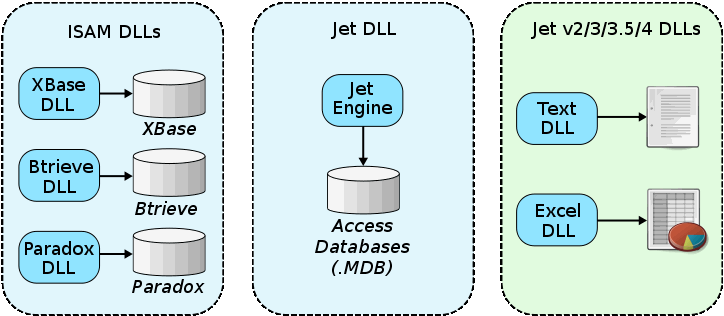 ISAM DLLs
XBase
DLL
XBase
Btrieve
DLL
Btrieve
Paradox
DLL
Paradox
Jet DLL
Jet
Engine
Access
Databases
(.MDB)
Jet v2/3/3.5/4 DLLs
Text
DLL
Excel
DLL